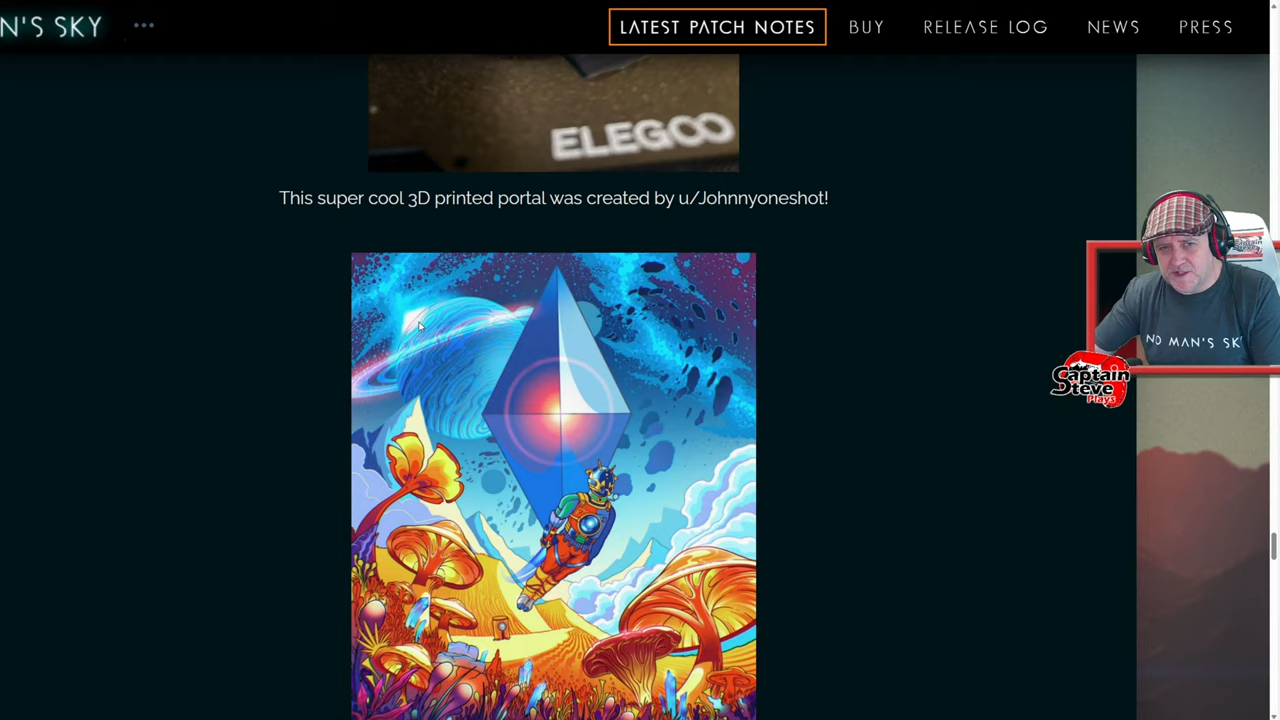 N'S SKY
LATEST PATCH NOTES
BUY
RELEASE LOG
NEWS
PRESS
ELEGOO
This super cool 3D printed portal was created by u/Johnnyoneshot!
NO MAN'S SK
Captain
Steve
Plays